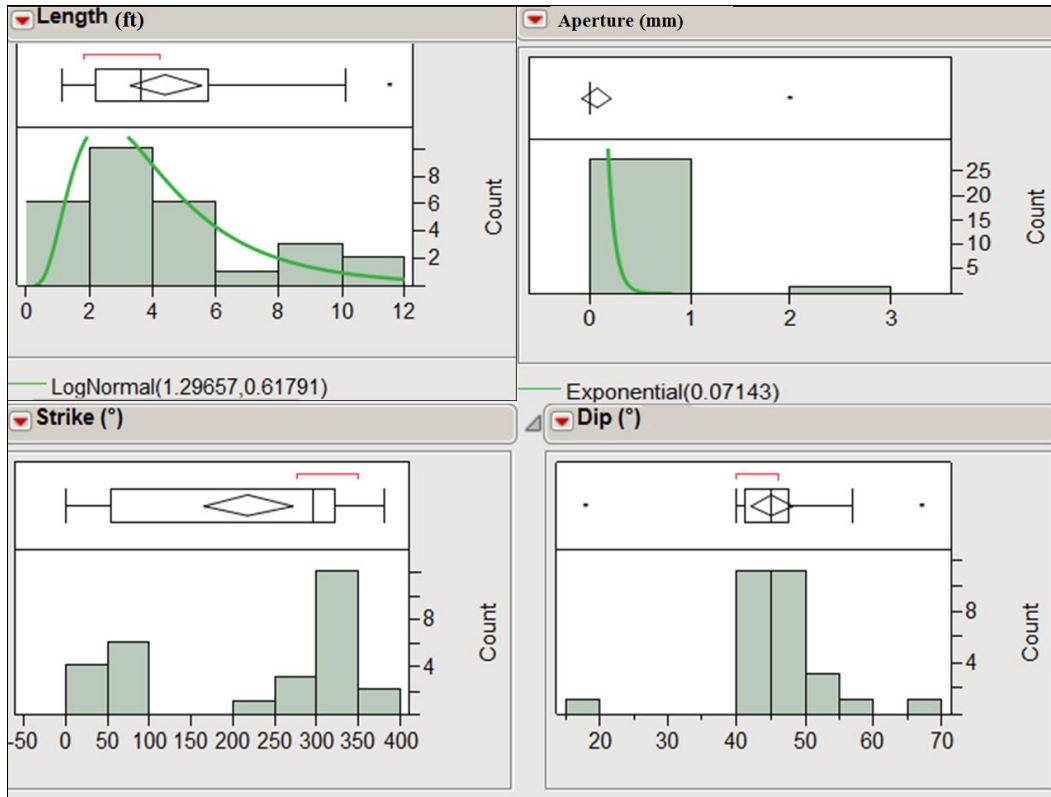 Length (ft)
8
6
4
2
Count
0 2 4 6 8 10 12
LogNormal(1.29657,0.61791)
Aperture (mm)
25
20
15
10
5
Count
0 1 2 3
Exponential(0.07143)
Strike (°)
8
4
Count
-50 0 50 100 150 200 250 300 350 400
Dip (°)
8
4
Count
20 30 40 50 60 70